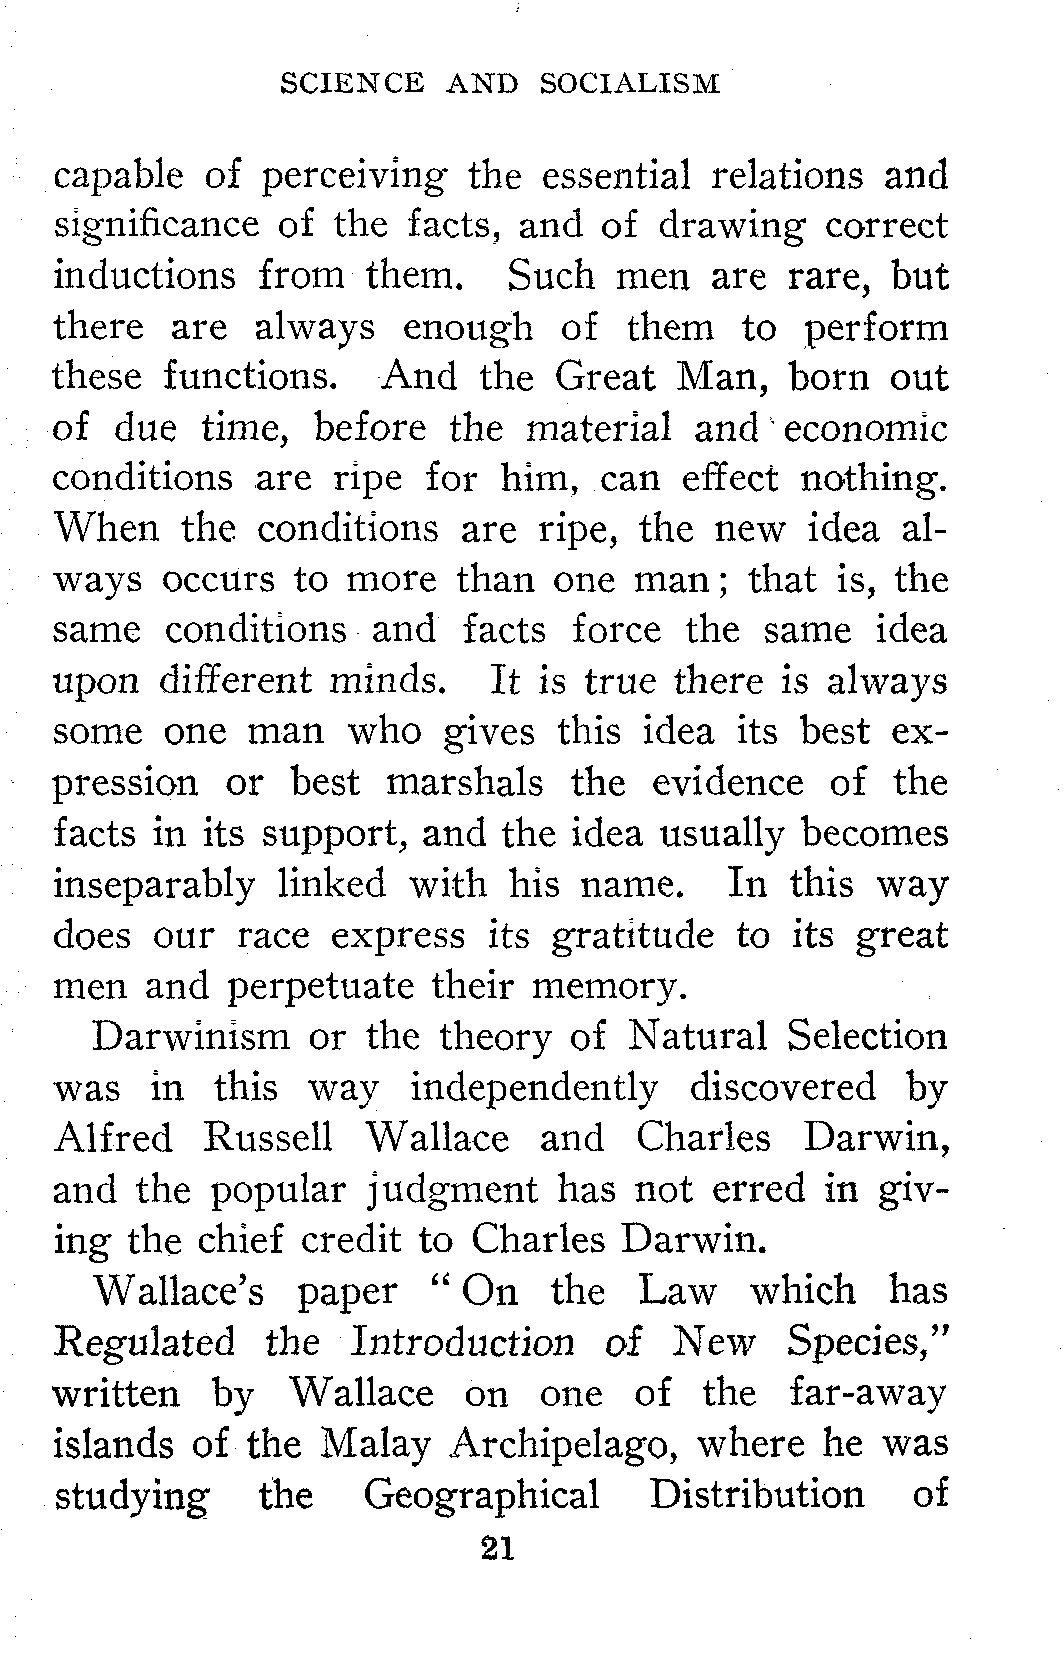 SCIENCE AND SOCIALISM
capable of perceiving the essential relations and
significance of the facts, and of drawing correct
inductions from them. Such men are rare, but
there are always enough of them to perform
these functions. And the Great Man, born out
of due time, before the material and economic
conditions are ripe for him, can effect nothing.
When the conditions are ripe, the new idea al-
ways occurs to more than one man; that is, the
same conditions and facts force the same idea
upon different minds. It is true there is always
some one man who gives this idea its best ex-
pression or best marshals the evidence of the
facts in its support, and the idea usually becomes
inseparably linked with his name. In this way
does our race express its gratitude to its great
men and perpetuate their memory.
Darwinism or the theory of Natural Selection
was in this way independently discovered by
Alfred Russell Wallace and Charles Darwin,
and the popular judgment has not erred in giv-
ing the chief credit to Charles Darwin.
Wallace's paper "On the Law which has
Regulated the Introduction of New Species,"
written by Wallace on one of the far-away
islands of the Malay Archipelago, where he was
studying the Geographical Distribution of
21